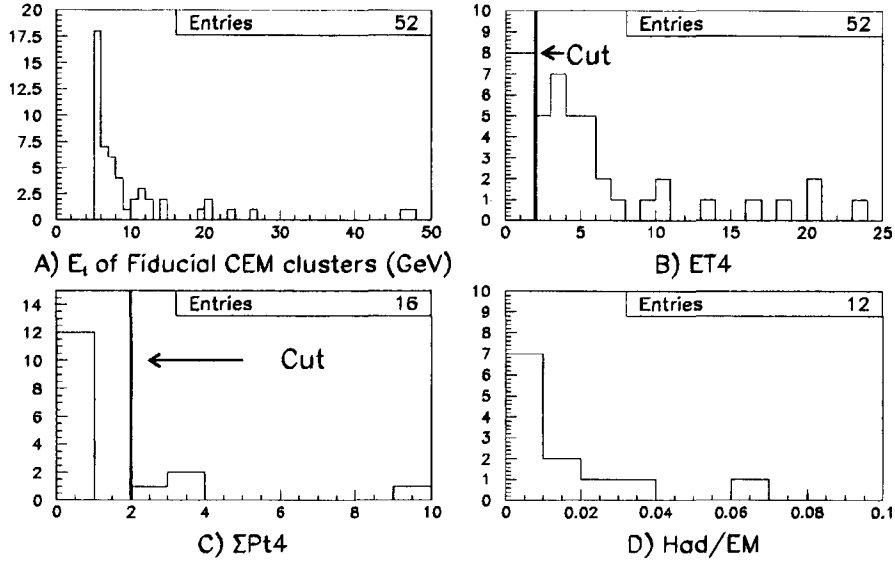 Entries 52
20
17.5
15
12.5
10
7.5
5
2.5
0
0 10 20 30 40 50
A) Et of Fiducial CEM clusters (GeV)
Entries 52
10
9
8
7
6
5
4
3
2
1
0
Cut
0 5 10 15 20 25
B) ET4
Entries 16
14
12
10
8
6
4
2
0
Cut
0 2 4 6 8 10
C) ΣPt4
Entries 12
10
9
8
7
6
5
4
3
2
1
0
0 0.02 0.04 0.06 0.08 0.1
D) Had/EM